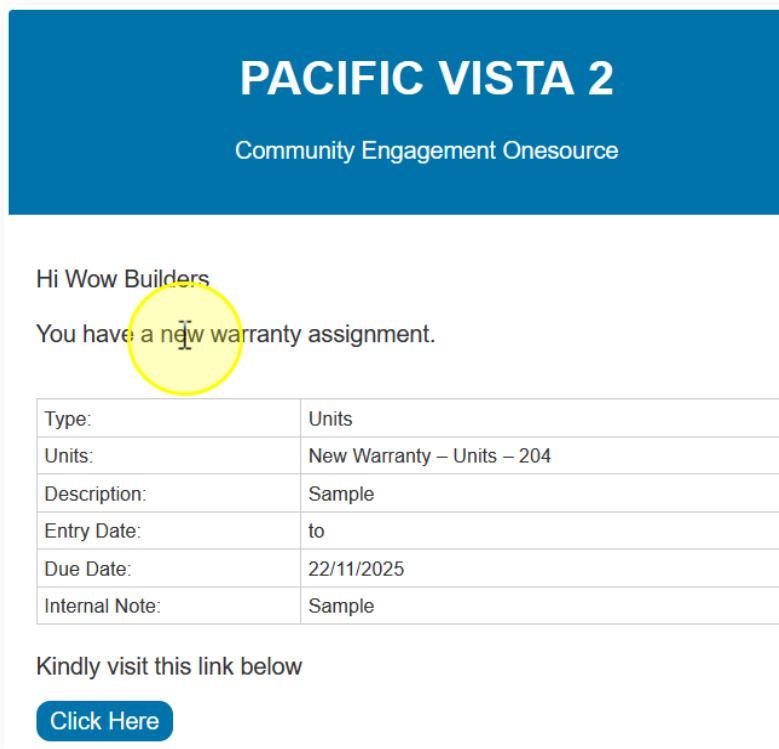 PACIFIC VISTA 2
Community Engagement Onesource
Hi Wow Builders
You have a new warranty assignment.
Type: Units
Units: New Warranty – Units – 204
Description: Sample
Entry Date: to
Due Date: 22/11/2025
Internal Note: Sample
Kindly visit this link below
Click Here